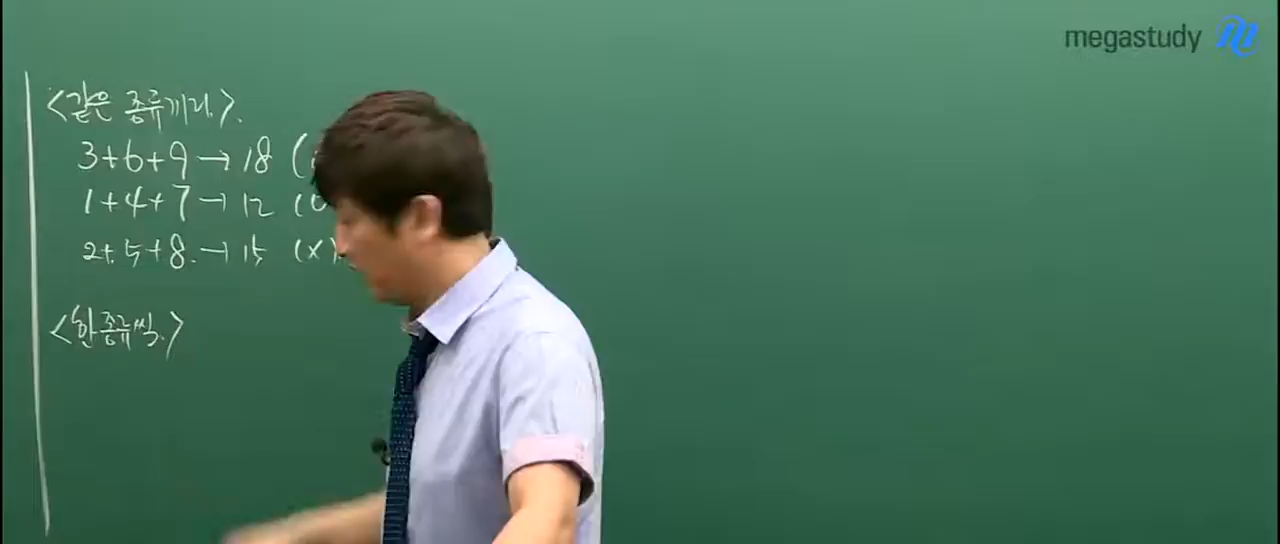 megastudy
<같은 종류끼리>.
3+6+9→18 (
1+4+7→12 (0
2+5+8.→15 (x)
<한종류씩.>